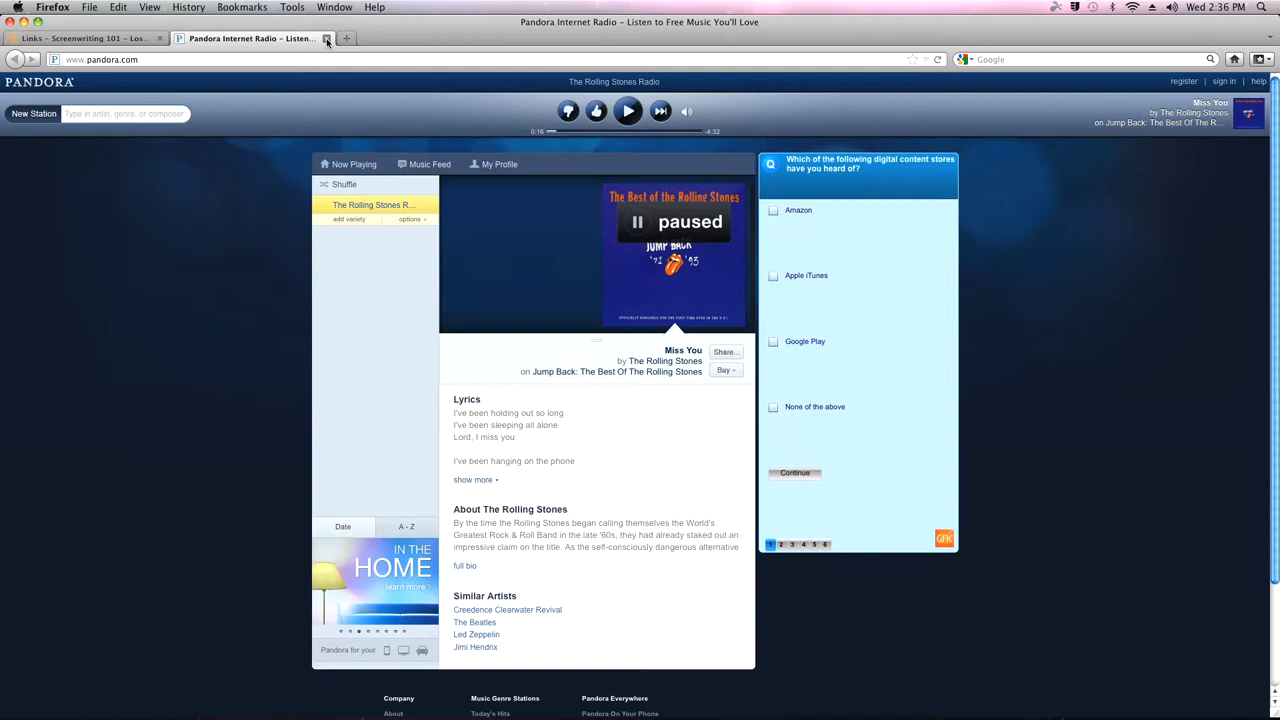 Firefox File Edit View History Bookmarks Tools Window Help
Wed 2:36 PM
Pandora Internet Radio – Listen to Free Music You'll Love
Links – Screenwriting 101 – Los...
Pandora Internet Radio – Listen...
www.pandora.com
Google
PANDORA
The Rolling Stones Radio
register | sign in | help
New Station
Type in artist, genre, or composer
0:16
-4:32
Miss You
by The Rolling Stones
on Jump Back: The Best Of The R...
Now Playing
Music Feed
My Profile
Shuffle
The Rolling Stones R...
add variety
options
The Best of the Rolling Stones
paused
JUMP BACK
'71 '93
OFFICIALLY AVAILABLE FOR THE FIRST TIME EVER IN THE U.S.!
Miss You
by The Rolling Stones
on Jump Back: The Best Of The Rolling Stones
Share...
Buy
Lyrics
I've been holding out so long
I've been sleeping all alone
Lord, I miss you
I've been hanging on the phone
show more
About The Rolling Stones
By the time the Rolling Stones began calling themselves the World's
Greatest Rock & Roll Band in the late '60s, they had already staked out an
impressive claim on the title. As the self-consciously dangerous alternative
full bio
Similar Artists
Creedence Clearwater Revival
The Beatles
Led Zeppelin
Jimi Hendrix
Date
A - Z
IN THE
HOME
learn more
Pandora for your
Q
Which of the following digital content stores
have you heard of?
Amazon
Apple iTunes
Google Play
None of the above
Continue
1 2 3 4 5 6
GFK
Company
About
Music Genre Stations
Today's Hits
Pandora Everywhere
Pandora On Your Phone